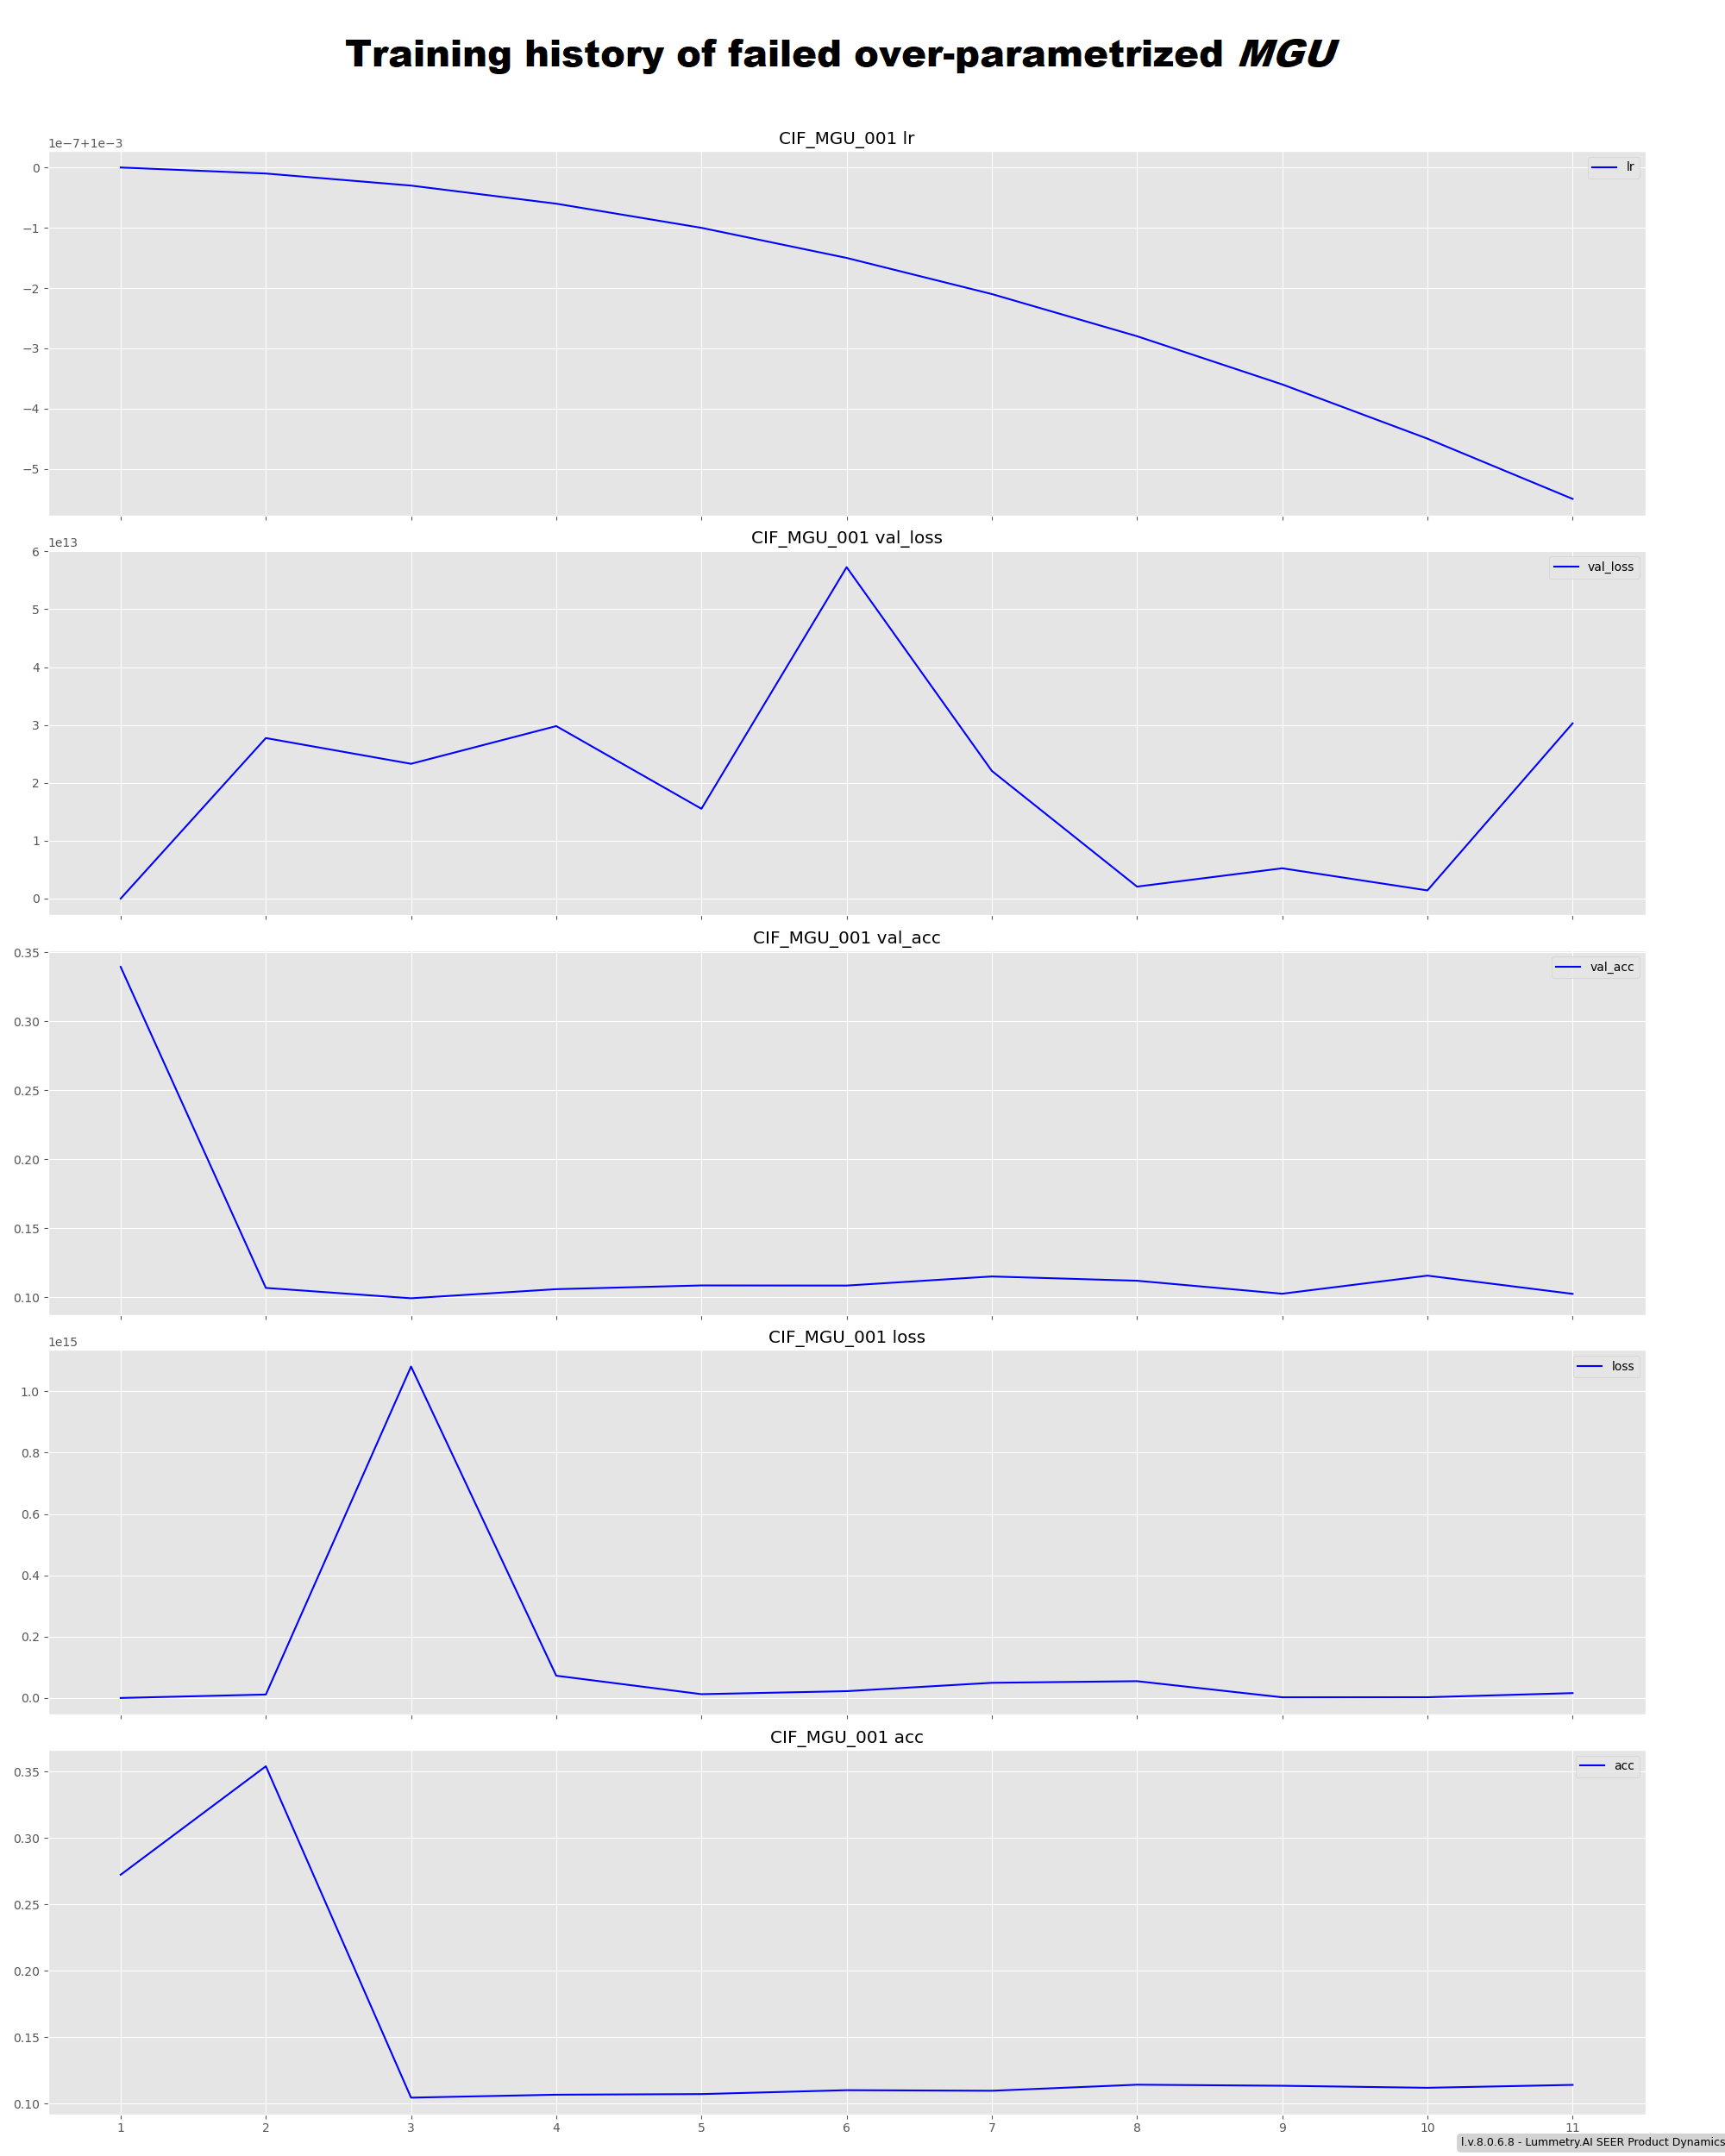 Training history of failed over-parametrized MGU
CIF_MGU_001 lr
1e−7+1e−3
lr
0
−1
−2
−3
−4
−5
CIF_MGU_001 val_loss
1e13
val_loss
6
5
4
3
2
1
0
CIF_MGU_001 val_acc
val_acc
0.35
0.30
0.25
0.20
0.15
0.10
CIF_MGU_001 loss
1e15
loss
1.0
0.8
0.6
0.4
0.2
0.0
CIF_MGU_001 acc
acc
0.35
0.30
0.25
0.20
0.15
0.10
1 2 3 4 5 6 7 8 9 10 11
l.v.8.0.6.8 - Lummetry.AI SEER Product Dynamics